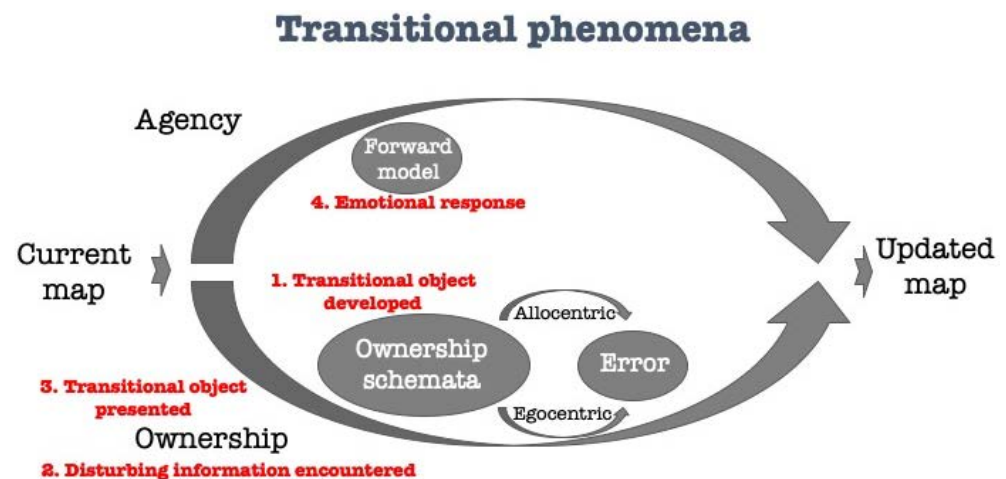 Transitional phenomena
Agency
Forward
model
4. Emotional response
Current
map
Updated
map
1. Transitional object
developed
Allocentric
Ownership
schemata
Error
Egocentric
3. Transitional object
presented
Ownership
2. Disturbing information encountered